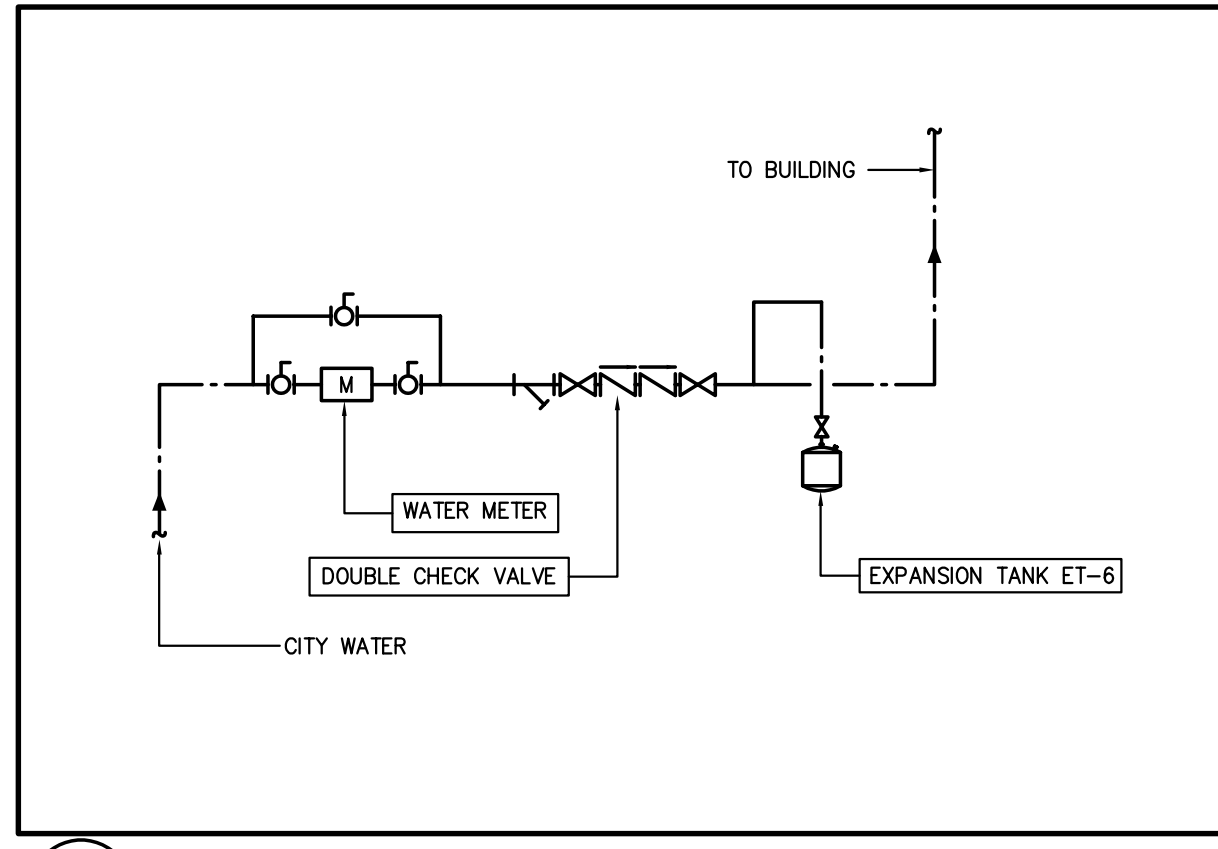 TO BUILDING
M
WATER METER
DOUBLE CHECK VALVE
EXPANSION TANK ET-6
CITY WATER